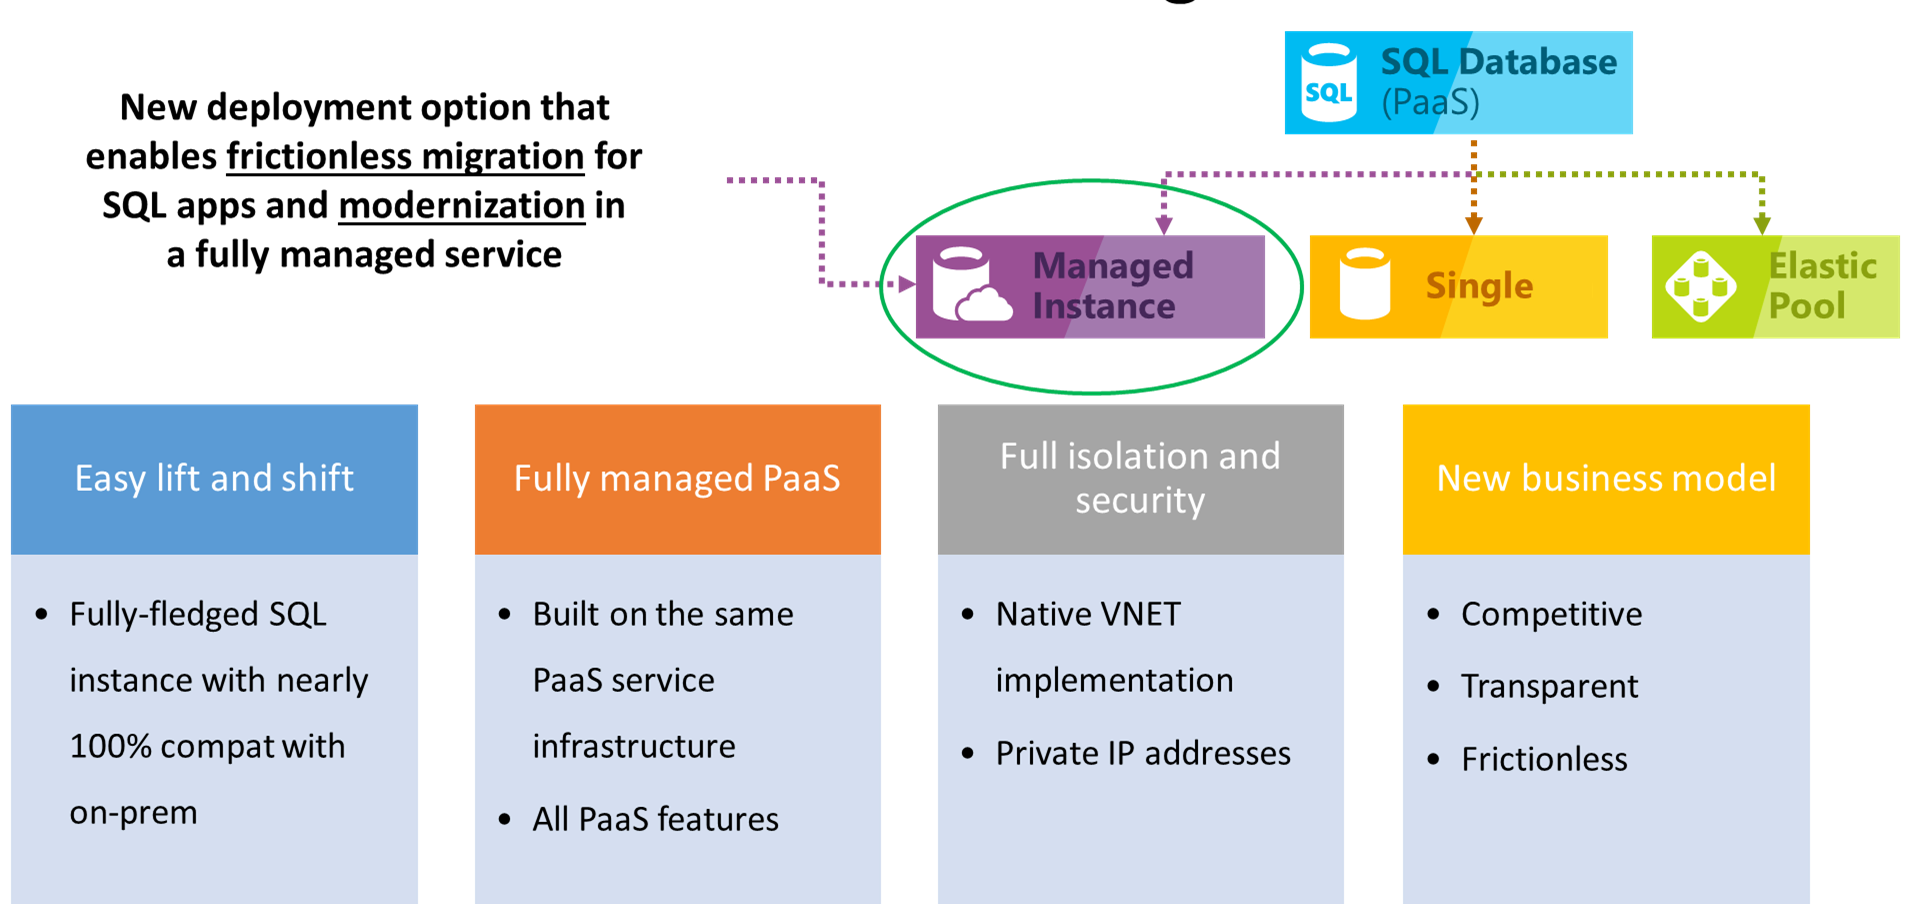 New deployment option that
enables frictionless migration for
SQL apps and modernization in
a fully managed service
SQL
SQL Database
(PaaS)
Managed
Instance
Single
Elastic
Pool
Easy lift and shift
• Fully-fledged SQL
instance with nearly
100% compat with
on-prem
Fully managed PaaS
• Built on the same
PaaS service
infrastructure
• All PaaS features
Full isolation and
security
• Native VNET
implementation
• Private IP addresses
New business model
• Competitive
• Transparent
• Frictionless